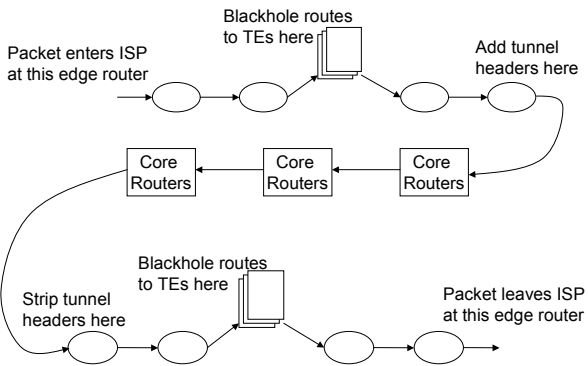 Blackhole routes
to TEs here
Packet enters ISP
at this edge router
Add tunnel
headers here
Core
Routers
Core
Routers
Core
Routers
Blackhole routes
to TEs here
Strip tunnel
headers here
Packet leaves ISP
at this edge router